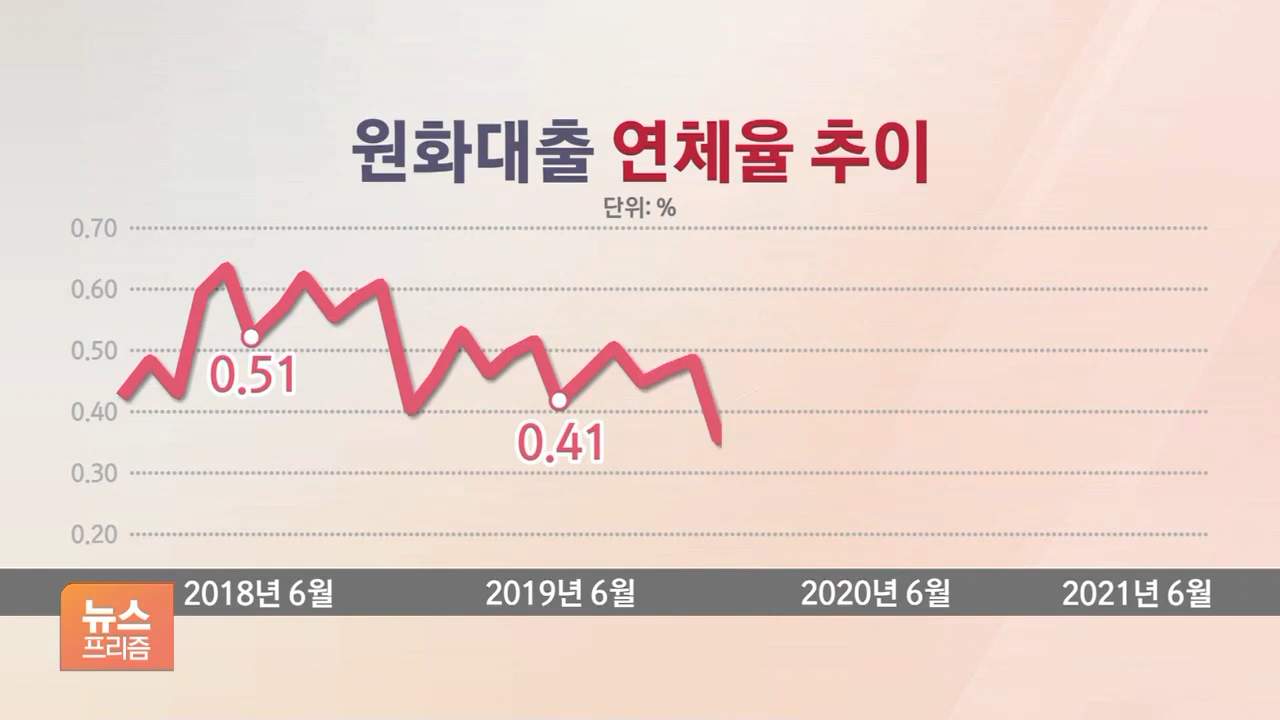 원화대출 연체율 추이
단위: %
0.70
0.60
0.50
0.51
0.40
0.41
0.30
0.20
2018년 6월 2019년 6월 2020년 6월 2021년 6월
뉴스
프리즘